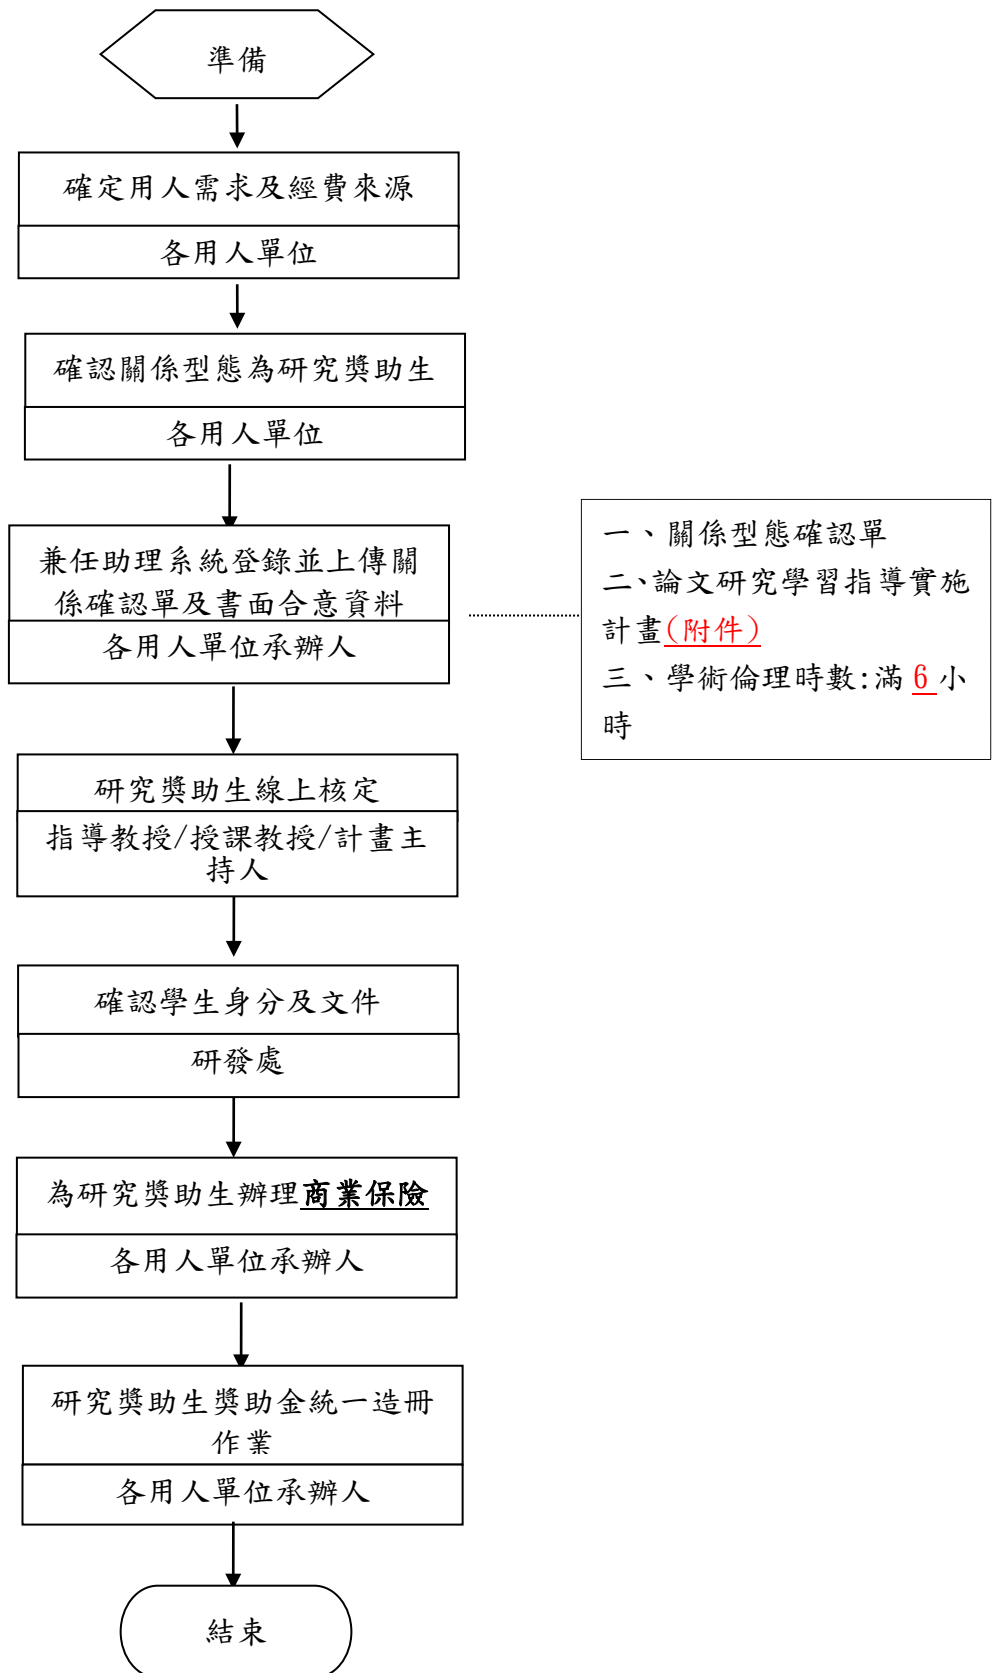 準備
確定用人需求及經費來源
各用人單位
確認關係型態為研究獎助生
各用人單位
兼任助理系統登錄並上傳關
係確認單及書面合意資料
各用人單位承辦人
一、關係型態確認單
二、論文研究學習指導實施
計畫(附件)
三、學術倫理時數:滿 6 小
時
研究獎助生線上核定
指導教授/授課教授/計畫主
持人
確認學生身分及文件
研發處
為研究獎助生辦理商業保險
各用人單位承辦人
研究獎助生獎助金統一造冊
作業
各用人單位承辦人
結束